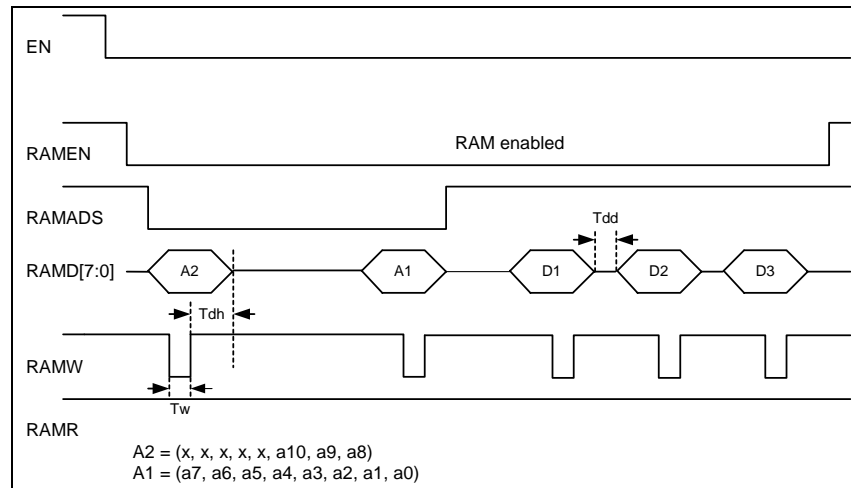 EN
RAM enabled
RAMEN
RAMADS
Tdd
RAMD[7:0] A2 A1 D1 D2 D3
Tdh
RAMW
Tw
RAMR
A2 = (x, x, x, x, x, a10, a9, a8)
A1 = (a7, a6, a5, a4, a3, a2, a1, a0)